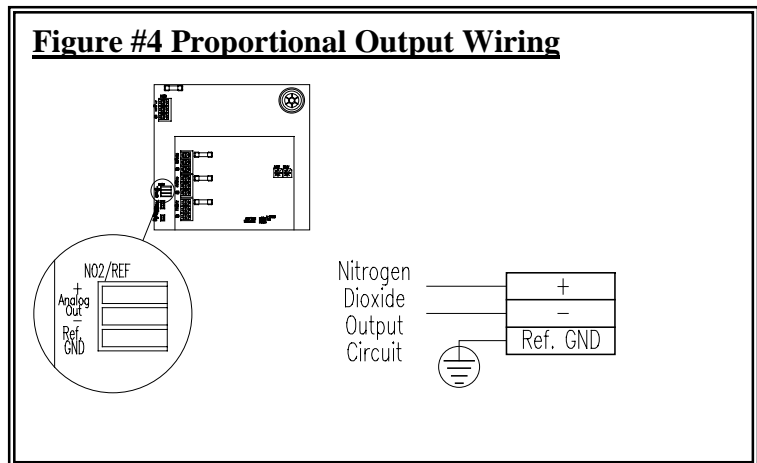 Figure #4 Proportional Output Wiring
NO2/REF
+
Analog
Out
–
Ref.
GND
Nitrogen
Dioxide
Output
Circuit
+
–
Ref. GND